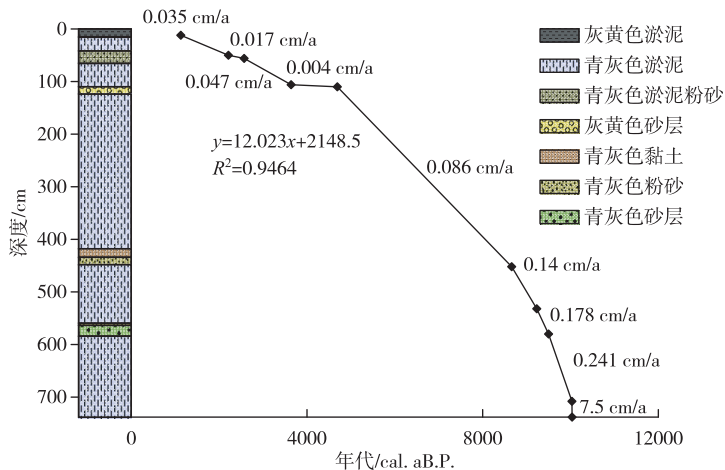 0.035 cm/a
0.017 cm/a
0.004 cm/a
0.047 cm/a
y=12.023x+2148.5
R²=0.9464
0.086 cm/a
0.14 cm/a
0.178 cm/a
0.241 cm/a
7.5 cm/a
灰黄色淤泥
青灰色淤泥
青灰色淤泥粉砂
灰黄色砂层
青灰色黏土
青灰色粉砂
青灰色砂层
深度/cm
0
100
200
300
400
500
600
700
0 4000 8000 12000
年代/cal. aB.P.